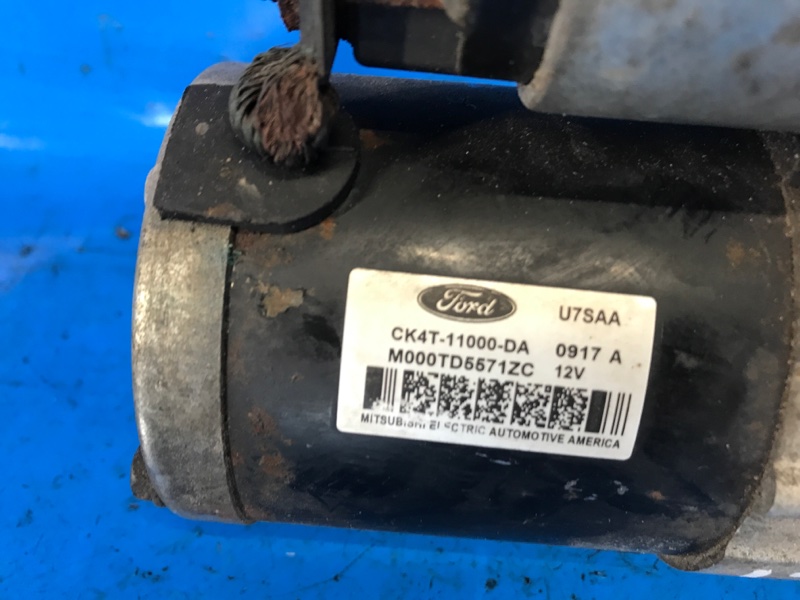 Ford U7SAA
CK4T-11000-DA 0917 A
M000TD5571ZC 12V
MITSUBISHI ELECTRIC AUTOMOTIVE AMERICA